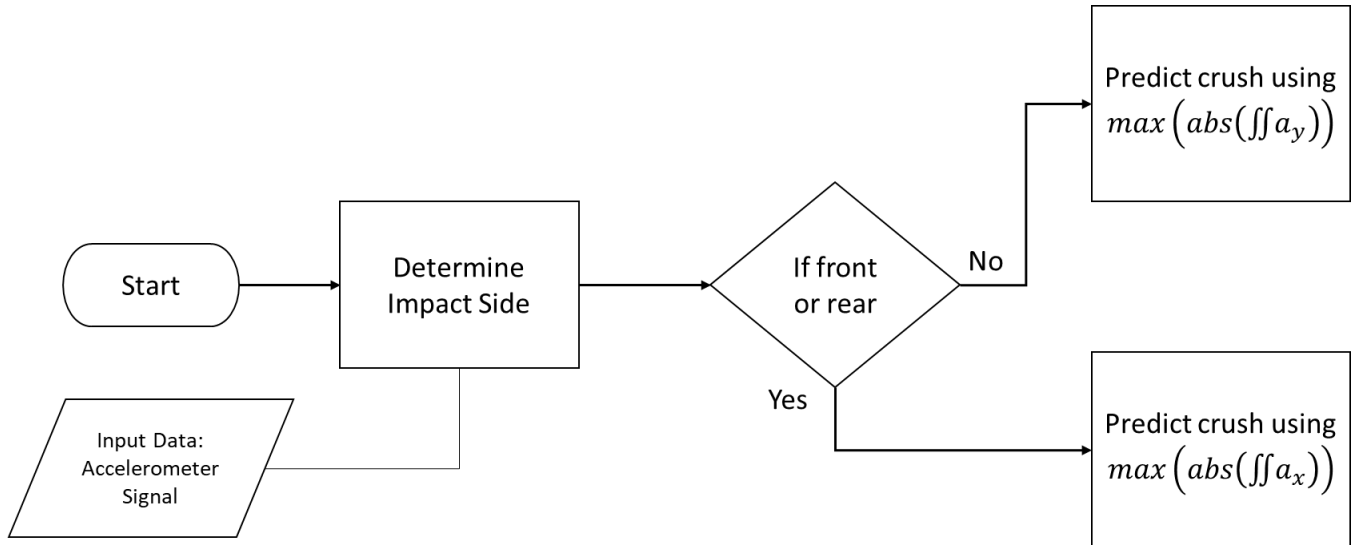 Start
Determine
Impact Side
Input Data:
Accelerometer
Signal
If front
or rear
No
Yes
Predict crush using
max(abs(∬a_y))
Predict crush using
max(abs(∬a_x))